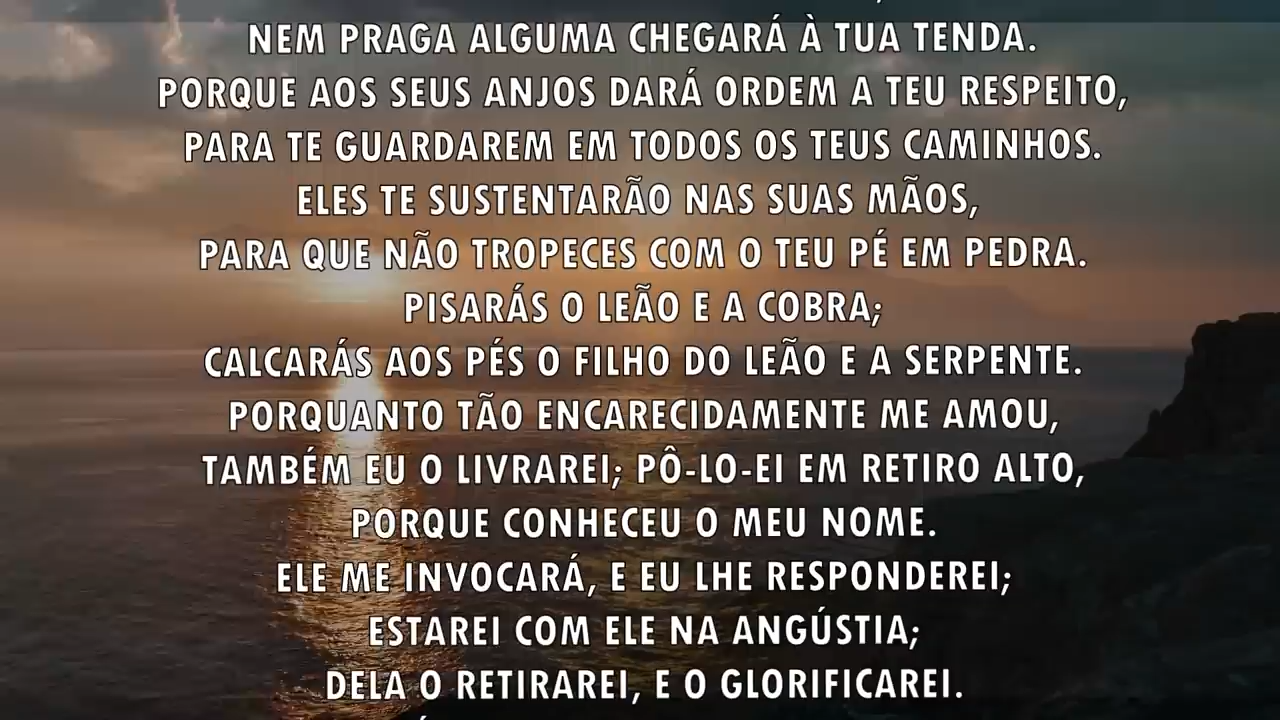 NEM PRAGA ALGUMA CHEGARÁ À TUA TENDA.
PORQUE AOS SEUS ANJOS DARÁ ORDEM A TEU RESPEITO,
PARA TE GUARDAREM EM TODOS OS TEUS CAMINHOS.
ELES TE SUSTENTARÃO NAS SUAS MÃOS,
PARA QUE NÃO TROPECES COM O TEU PÉ EM PEDRA.
PISARÁS O LEÃO E A COBRA;
CALCARÁS AOS PÉS O FILHO DO LEÃO E A SERPENTE.
PORQUANTO TÃO ENCARECIDAMENTE ME AMOU,
TAMBÉM EU O LIVRAREI; PÔ-LO-EI EM RETIRO ALTO,
PORQUE CONHECEU O MEU NOME.
ELE ME INVOCARÁ, E EU LHE RESPONDEREI;
ESTAREI COM ELE NA ANGÚSTIA;
DELA O RETIRAREI, E O GLORIFICAREI.